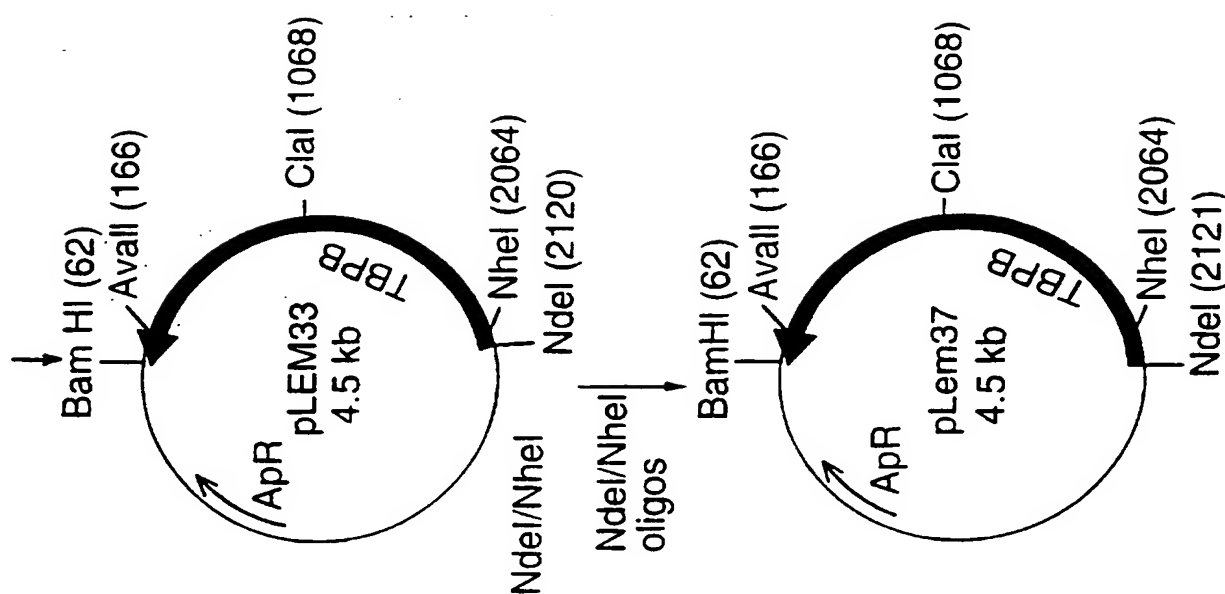 Bam HI (62)
AvaII (166)
ClaI (1068)
TBPB
NheI (2064)
NdeI (2120)
pLEM33
4.5 kb
ApR
NdeI/NheI
NdeI/NheI
oligos
BamHI (62)
AvaII (166)
ClaI (1068)
TBPB
NheI (2064)
NdeI (2121)
pLem37
4.5 kb
ApR